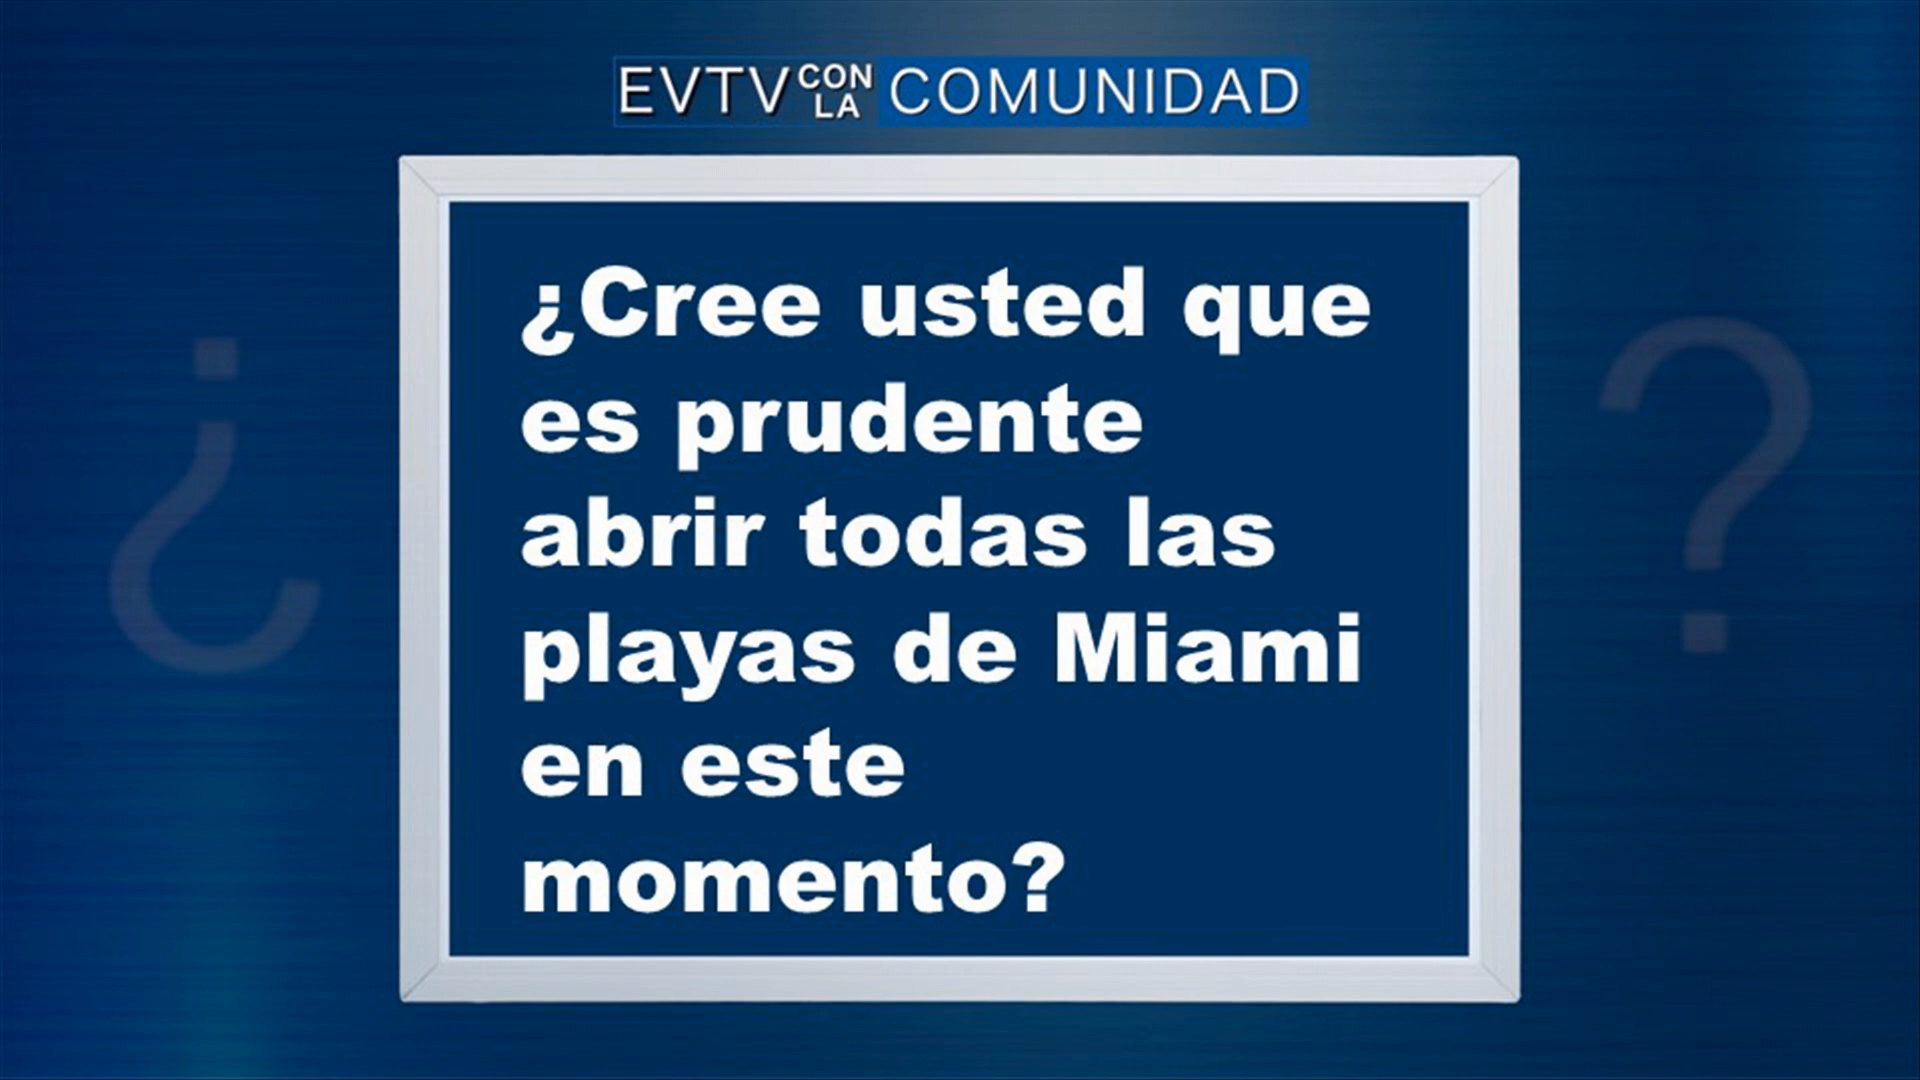 EVTV CON LA COMUNIDAD
¿Cree usted que
es prudente
abrir todas las
playas de Miami
en este
momento?
¿ ?